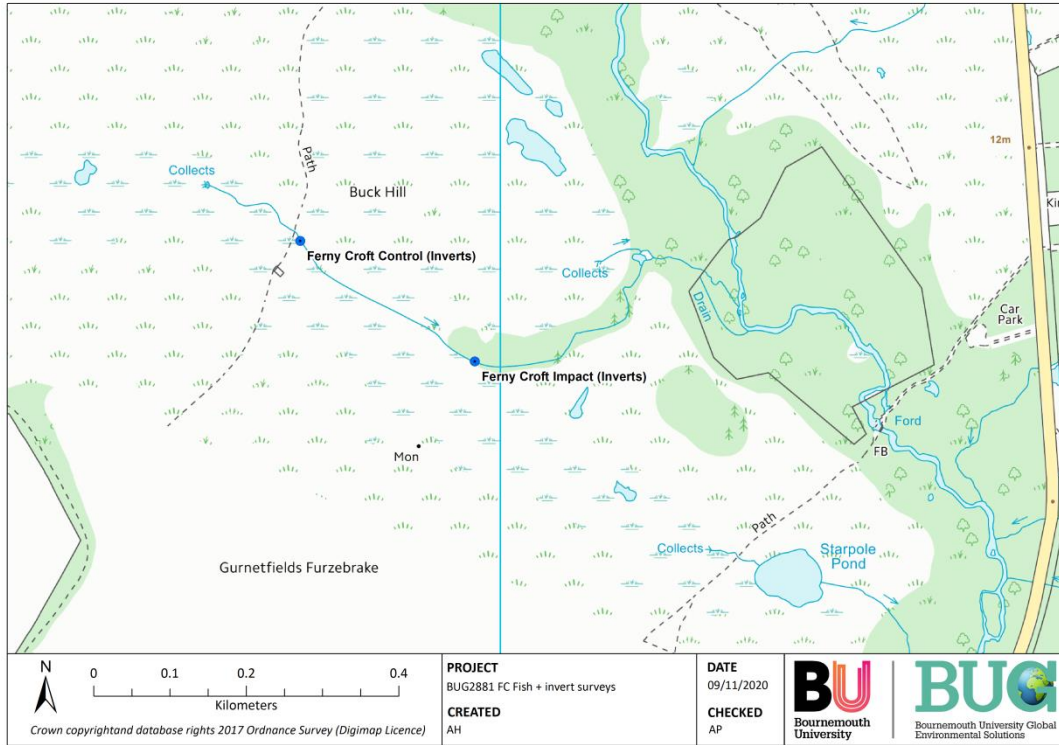 12m
Path
Collects
Buck Hill
Kin
Ferny Croft Control (Inverts)
Collects
Drain
Car
Park
Ferny Croft Impact (Inverts)
Ford
Mon
FB
Path
Collects
Starpole
Pond
Gurnetfields Furzebrake
N
0 0.1 0.2 0.4
Kilometers
Crown copyrightand database rights 2017 Ordnance Survey (Digimap Licence)
PROJECT
BUG2881 FC Fish + invert surveys
CREATED
AH
DATE
09/11/2020
CHECKED
AP
BU
Bournemouth
University
BUG
Bournemouth University Global
Environmental Solutions